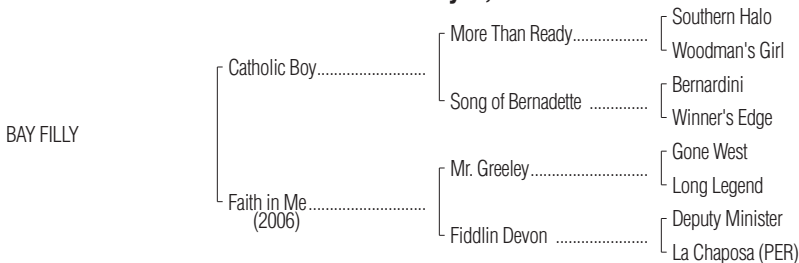 Southern Halo
More Than Ready.................
Woodman's Girl
Catholic Boy.........................
Bernardini
Song of Bernadette ..............
Winner's Edge
BAY FILLY
Gone West
Mr. Greeley...........................
Long Legend
Faith in Me...........................
(2006)
Deputy Minister
Fiddlin Devon .....................
La Chaposa (PER)